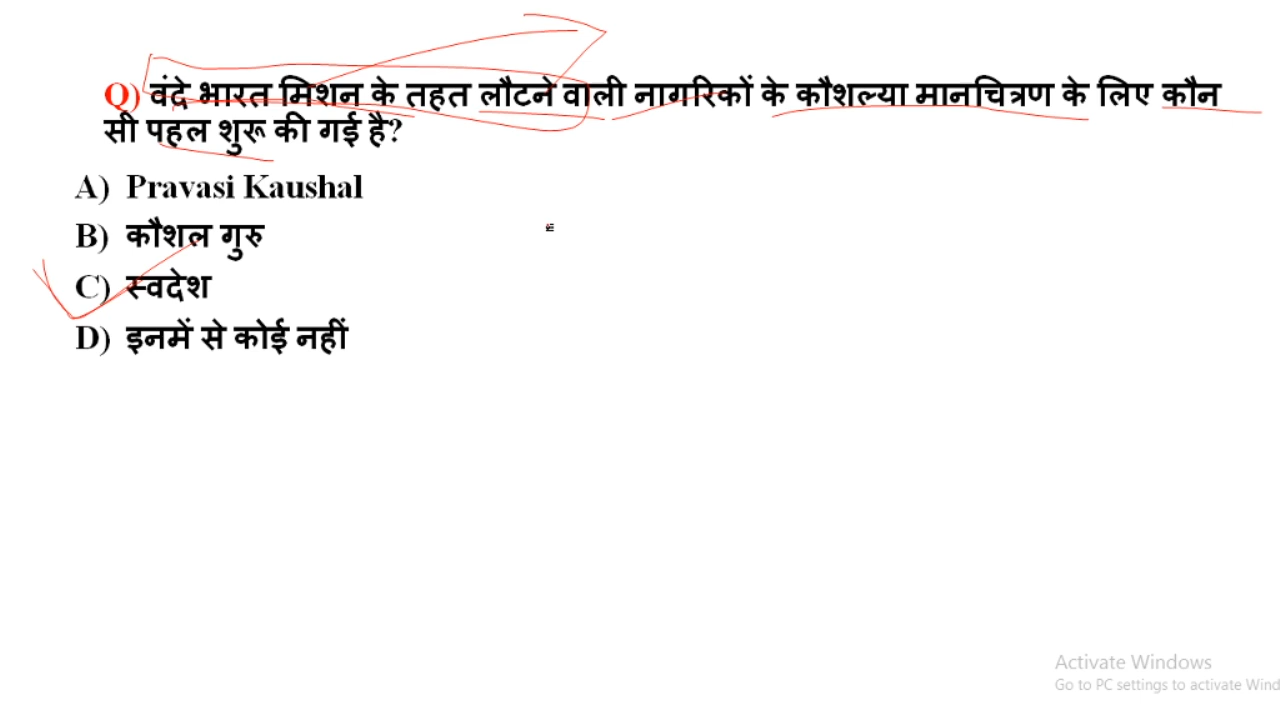 Q) वंदे भारत मिशन के तहत लौटने वाली नागरिकों के कौशल्या मानचित्रण के लिए कौन
सी पहल शुरू की गई है?
A) Pravasi Kaushal
B) कौशल गुरु
C) स्वदेश
D) इनमें से कोई नहीं
Activate Windows
Go to PC settings to activate Wind